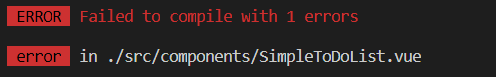 ERROR Failed to compile with 1 errors
error in ./src/components/SimpleToDoList.vue